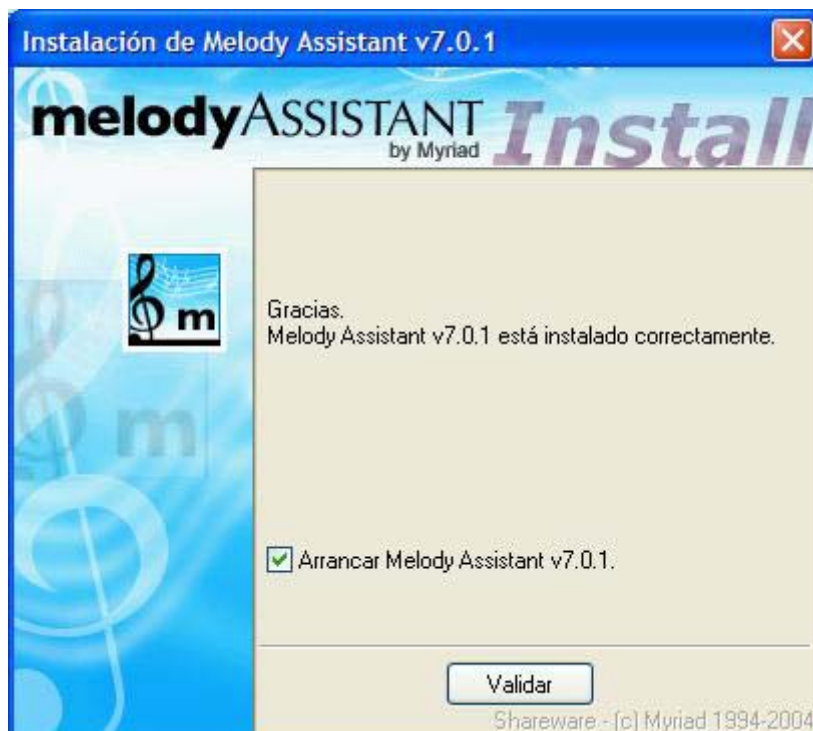 Instalación de Melody Assistant v7.0.1
melodyASSISTANT
by Myriad
Install
m
m
Gracias.
Melody Assistant v7.0.1 está instalado correctamente.
Arrancar Melody Assistant v7.0.1.
Validar
Shareware - (c) Myriad 1994-2004